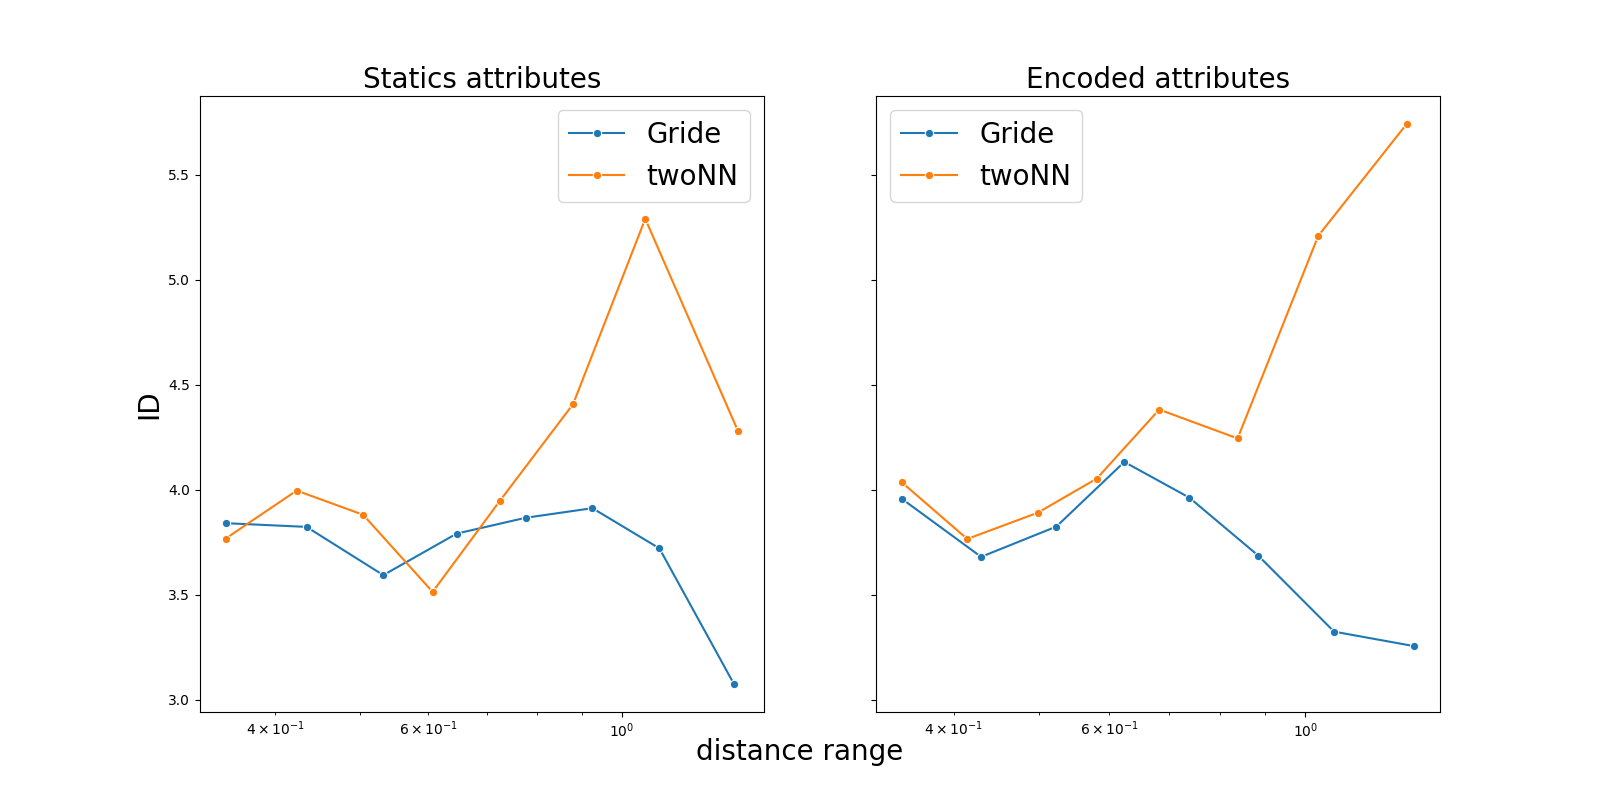 Statics attributes
Encoded attributes
Gride
twoNN
Gride
twoNN
5.5
5.0
4.5
4.0
3.5
3.0
ID
4 × 10⁻¹
6 × 10⁻¹
10⁰
4 × 10⁻¹
6 × 10⁻¹
10⁰
distance range